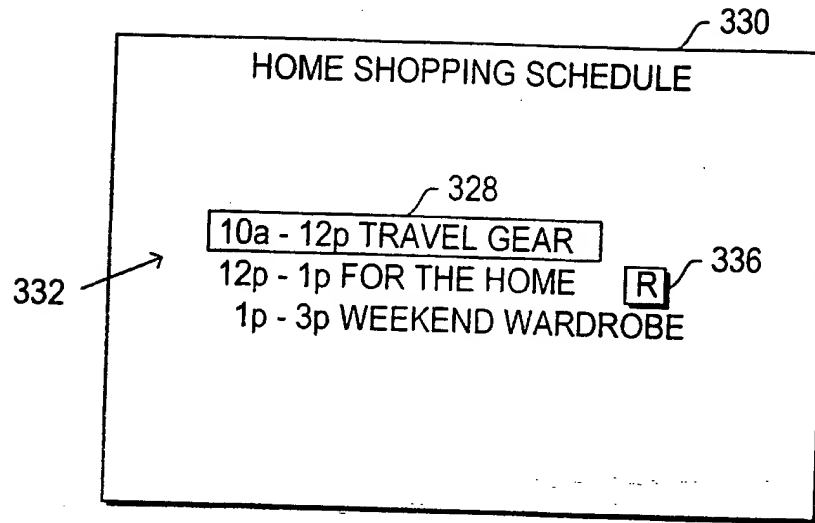 330
HOME SHOPPING SCHEDULE
328
10a - 12p TRAVEL GEAR
332
12p - 1p FOR THE HOME R 336
1p - 3p WEEKEND WARDROBE